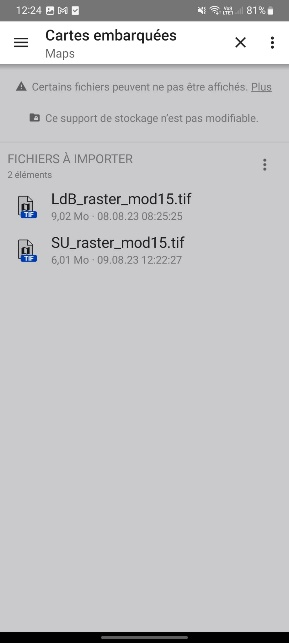 12:24 81%
Cartes embarquées
Maps
Certains fichiers peuvent ne pas être affichés. Plus
Ce support de stockage n'est pas modifiable.
FICHIERS À IMPORTER
2 éléments
LdB_raster_mod15.tif
TIF
9,02 Mo · 08.08.23 08:25:25
SU_raster_mod15.tif
TIF
6,01 Mo · 09.08.23 12:22:27